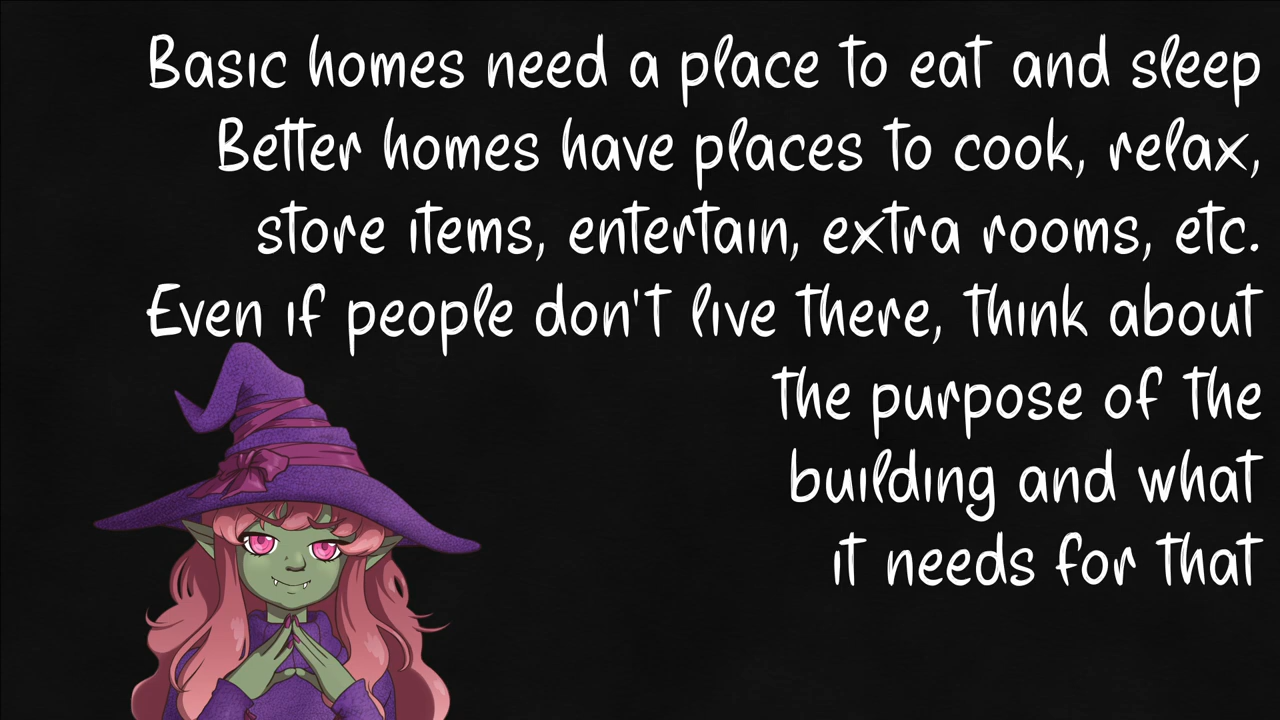 Basic homes need a place to eat and sleep
Better homes have places to cook, relax,
store items, entertain, extra rooms, etc.
Even if people don't live there, think about
the purpose of the
building and what
it needs for that